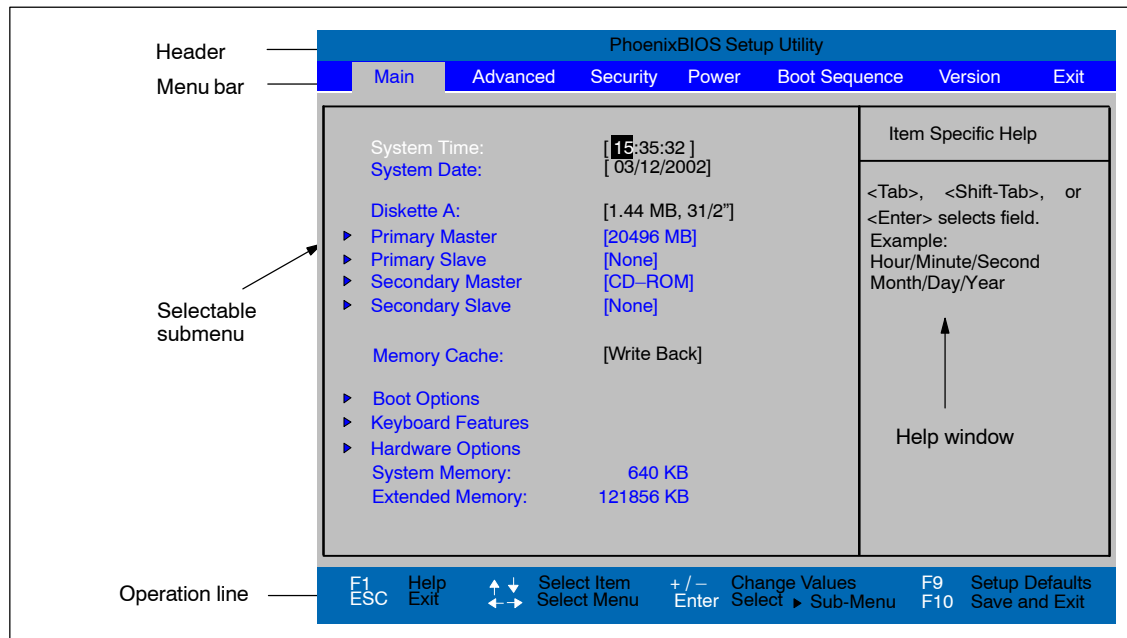 Header
PhoenixBIOS Setup Utility
Menu bar
Main Advanced Security Power Boot Sequence Version Exit
System Time: [ 15:35:32 ]
System Date: [ 03/12/2002]
Diskette A: [1.44 MB, 31/2”]
Primary Master [20496 MB]
Primary Slave [None]
Secondary Master [CD–ROM]
Secondary Slave [None]
Memory Cache: [Write Back]
Boot Options
Keyboard Features
Hardware Options
System Memory: 640 KB
Extended Memory: 121856 KB
Item Specific Help
<Tab>, <Shift-Tab>, or
<Enter> selects field.
Example:
Hour/Minute/Second
Month/Day/Year
Help window
Selectable
submenu
Operation line
F1 Help Select Item + / – Change Values F9 Setup Defaults
ESC Exit Select Menu Enter Select Sub-Menu F10 Save and Exit